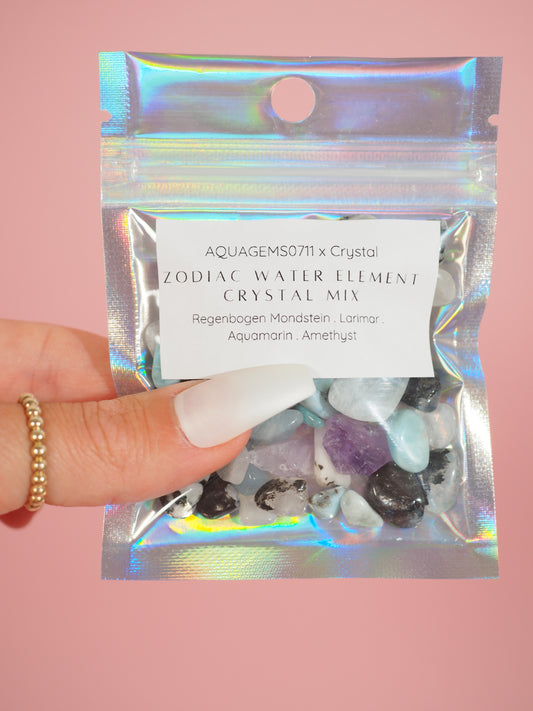 AQUAGEMS0711 x Crystal
ZODIAC WATER ELEMENT
CRYSTAL MIX
Regenbogen Mondstein . Larimar .
Aquamarin . Amethyst